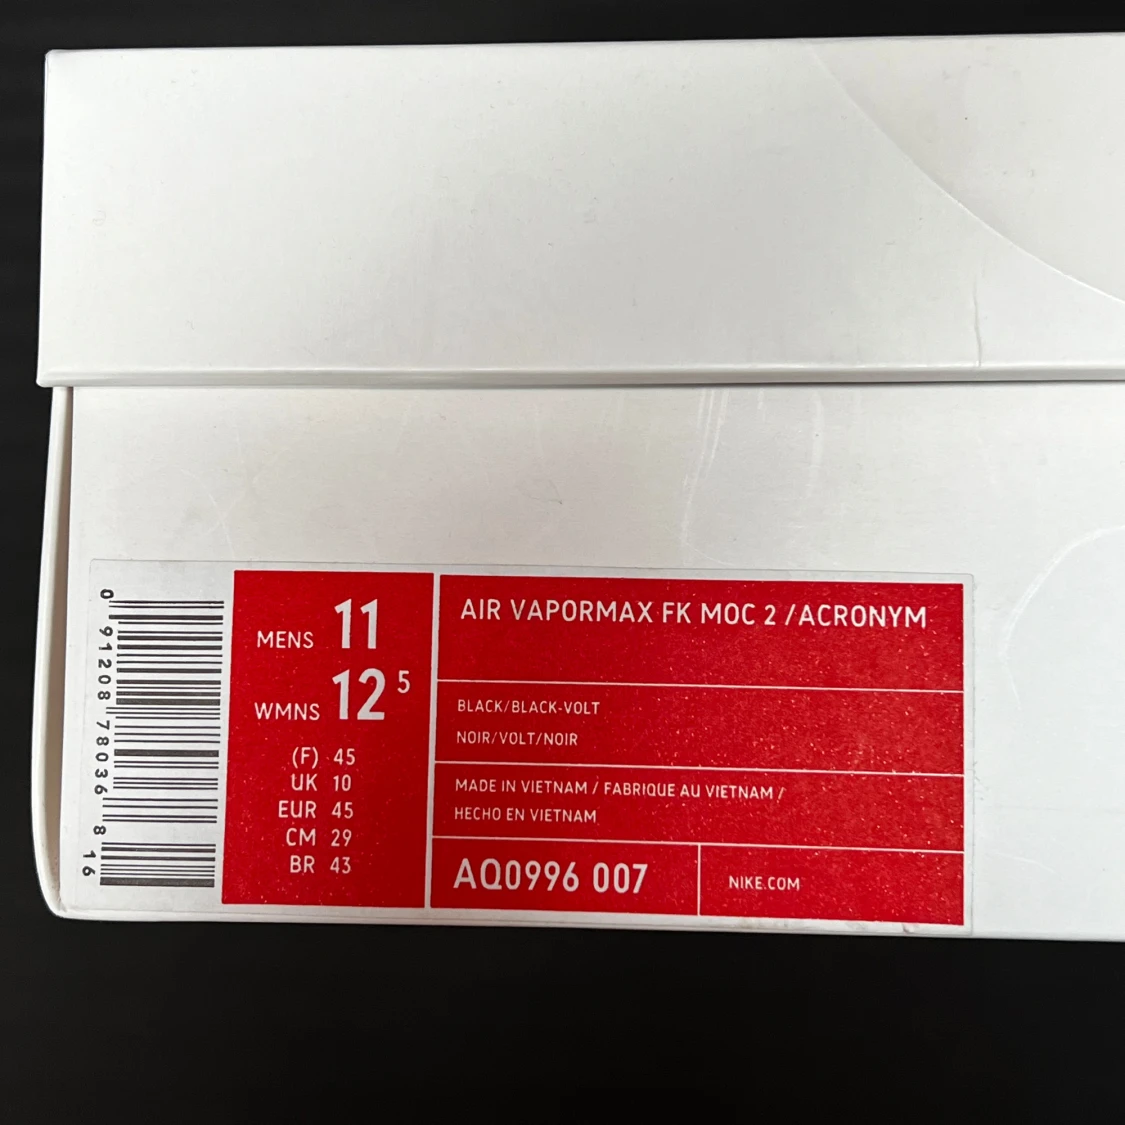 0 91208 78036 8 16
MENS 11
WMNS 12 5
(F) 45
UK 10
EUR 45
CM 29
BR 43
AIR VAPORMAX FK MOC 2 /ACRONYM
BLACK/BLACK-VOLT
NOIR/VOLT/NOIR
MADE IN VIETNAM / FABRIQUE AU VIETNAM /
HECHO EN VIETNAM
AQ0996 007
NIKE.COM